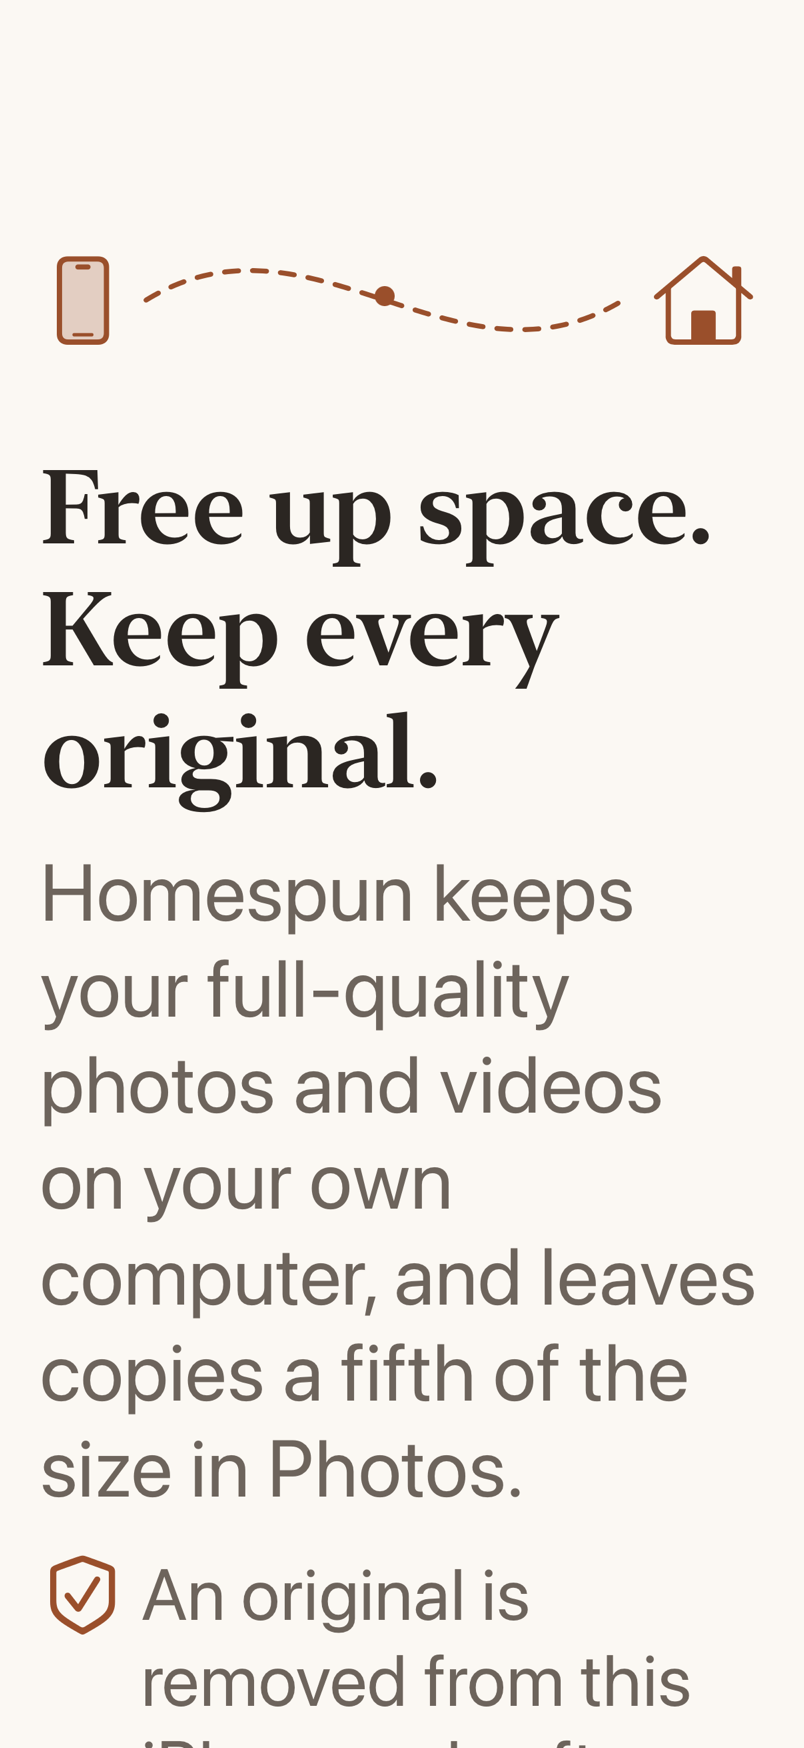 Free up space.
Keep every
original.
Homespun keeps
your full-quality
photos and videos
on your own
computer, and leaves
copies a fifth of the
size in Photos.
An original is
removed from this